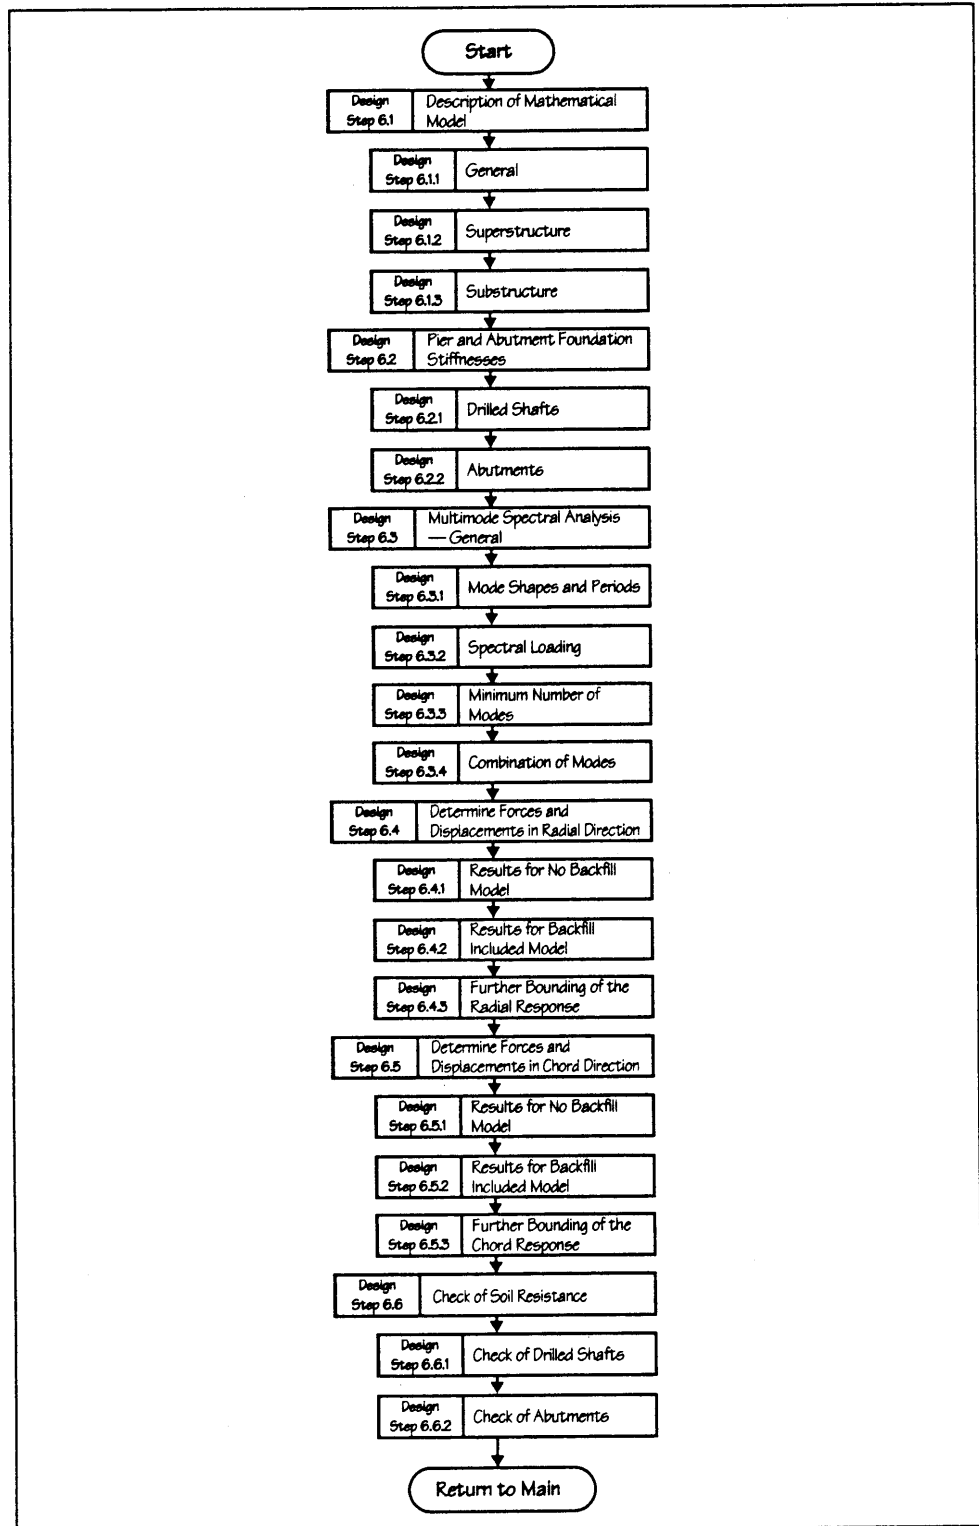 Start
Design
Step 6.1
Description of Mathematical
Model
Design
Step 6.1.1
General
Design
Step 6.1.2
Superstructure
Design
Step 6.1.3
Substructure
Design
Step 6.2
Pier and Abutment Foundation
Stiffnesses
Design
Step 6.2.1
Drilled Shafts
Design
Step 6.2.2
Abutments
Design
Step 6.3
Multimode Spectral Analysis
— General
Design
Step 6.3.1
Mode Shapes and Periods
Design
Step 6.3.2
Spectral Loading
Design
Step 6.3.3
Minimum Number of
Modes
Design
Step 6.3.4
Combination of Modes
Design
Step 6.4
Determine Forces and
Displacements in Radial Direction
Design
Step 6.4.1
Results for No Backfill
Model
Design
Step 6.4.2
Results for Backfill
Included Model
Design
Step 6.4.3
Further Bounding of the
Radial Response
Design
Step 6.5
Determine Forces and
Displacements in Chord Direction
Design
Step 6.5.1
Results for No Backfill
Model
Design
Step 6.5.2
Results for Backfill
Included Model
Design
Step 6.5.3
Further Bounding of the
Chord Response
Design
Step 6.6
Check of Soil Resistance
Design
Step 6.6.1
Check of Drilled Shafts
Design
Step 6.6.2
Check of Abutments
Return to Main